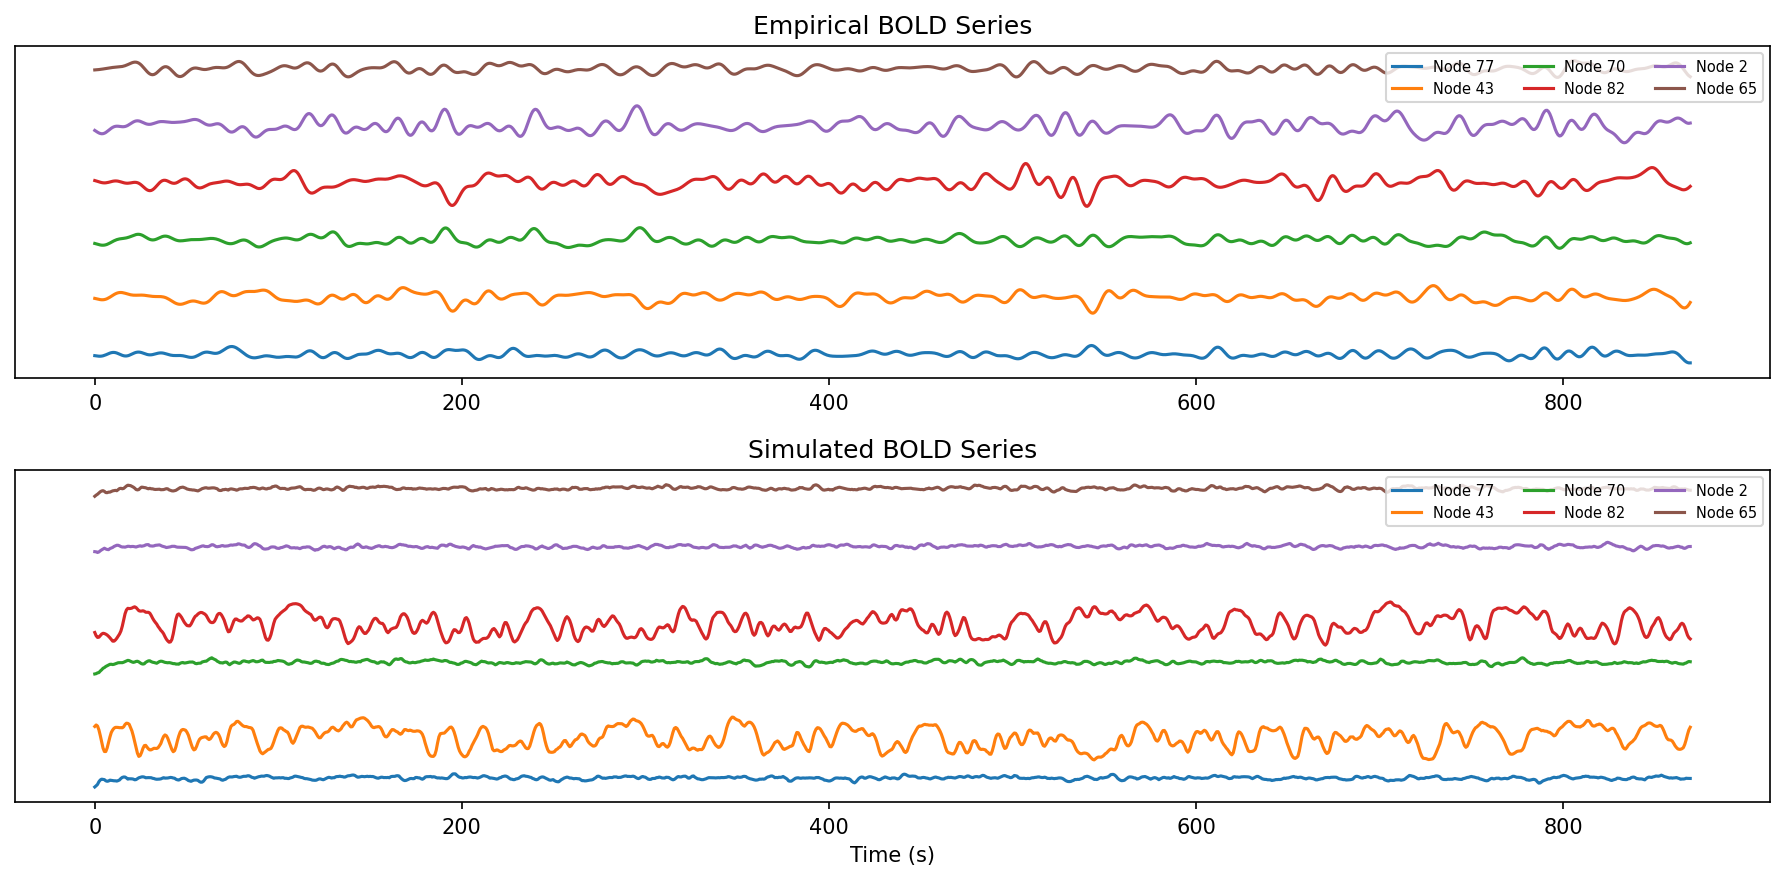 Empirical BOLD Series
Node 77 Node 70 Node 2
Node 43 Node 82 Node 65
0 200 400 600 800
Simulated BOLD Series
Node 77 Node 70 Node 2
Node 43 Node 82 Node 65
0 200 400 600 800
Time (s)